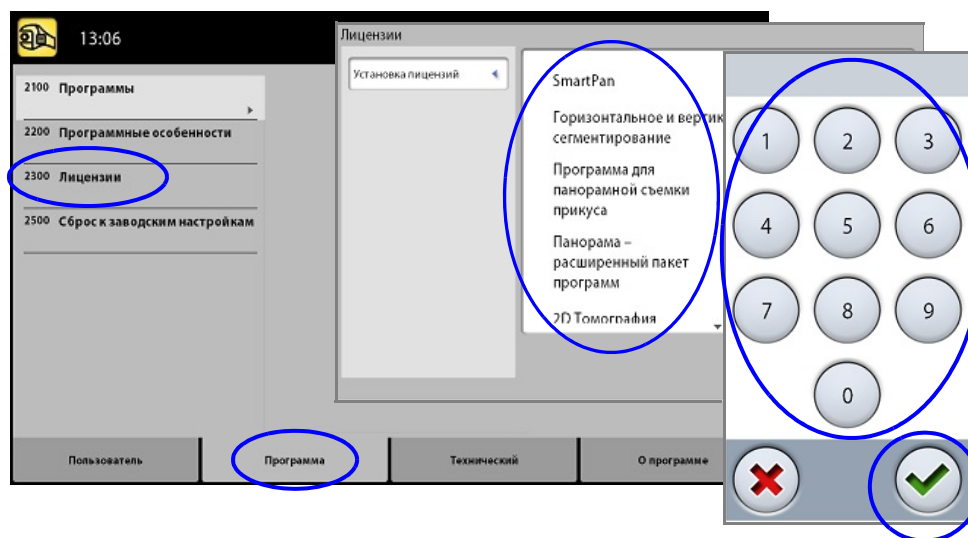 13:06
2100 Программы
2200 Программные особенности
2300 Лицензии
2500 Сброс к заводским настройкам
Лицензии
Установка лицензий
SmartPan
Горизонтальное и
сегментирование
Программа для
панорамной съемки
прикуса
Панорама –
расширенный пакет
программ
2D Томография
1 2 3
4 5 6
7 8 9
0
Пользователь Программа Технический О программе